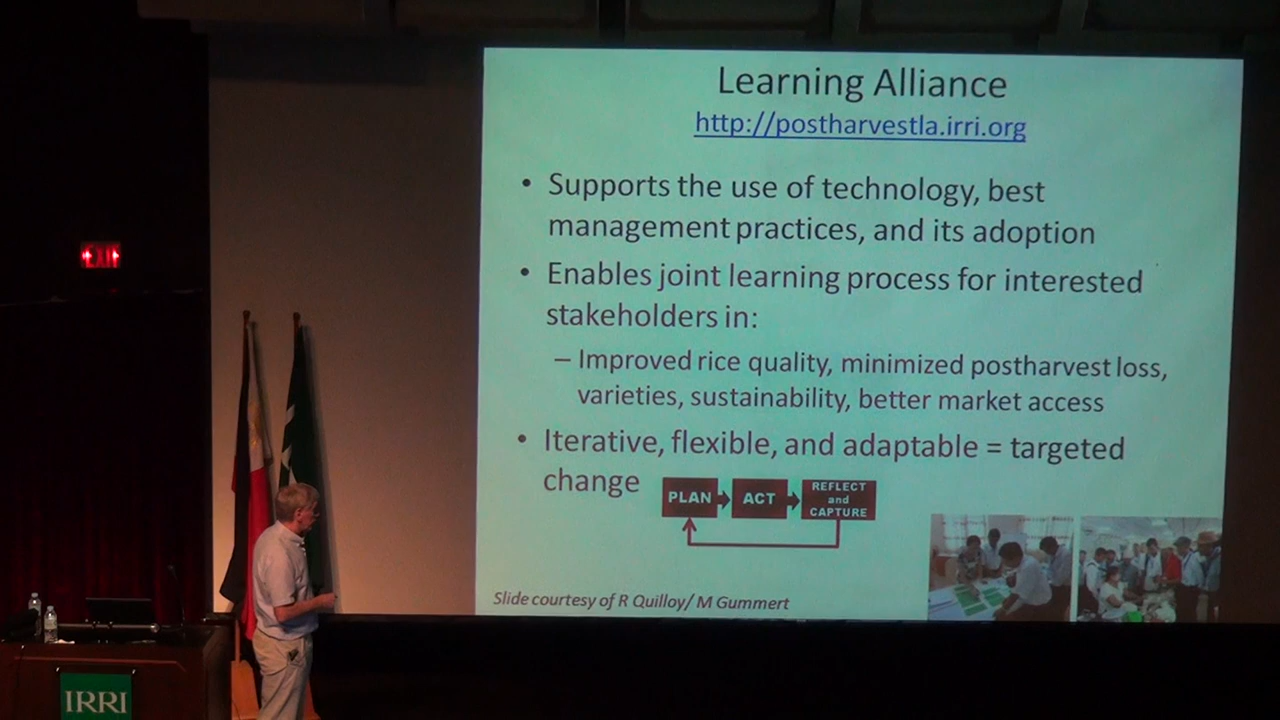 Learning Alliance
http://postharvestla.irri.org
• Supports the use of technology, best
management practices, and its adoption
• Enables joint learning process for interested
stakeholders in:
– Improved rice quality, minimized postharvest loss,
varieties, sustainability, better market access
• Iterative, flexible, and adaptable = targeted
change
PLAN ACT REFLECT
and
CAPTURE
Slide courtesy of R Quilloy/ M Gummert
EXIT
IRRI